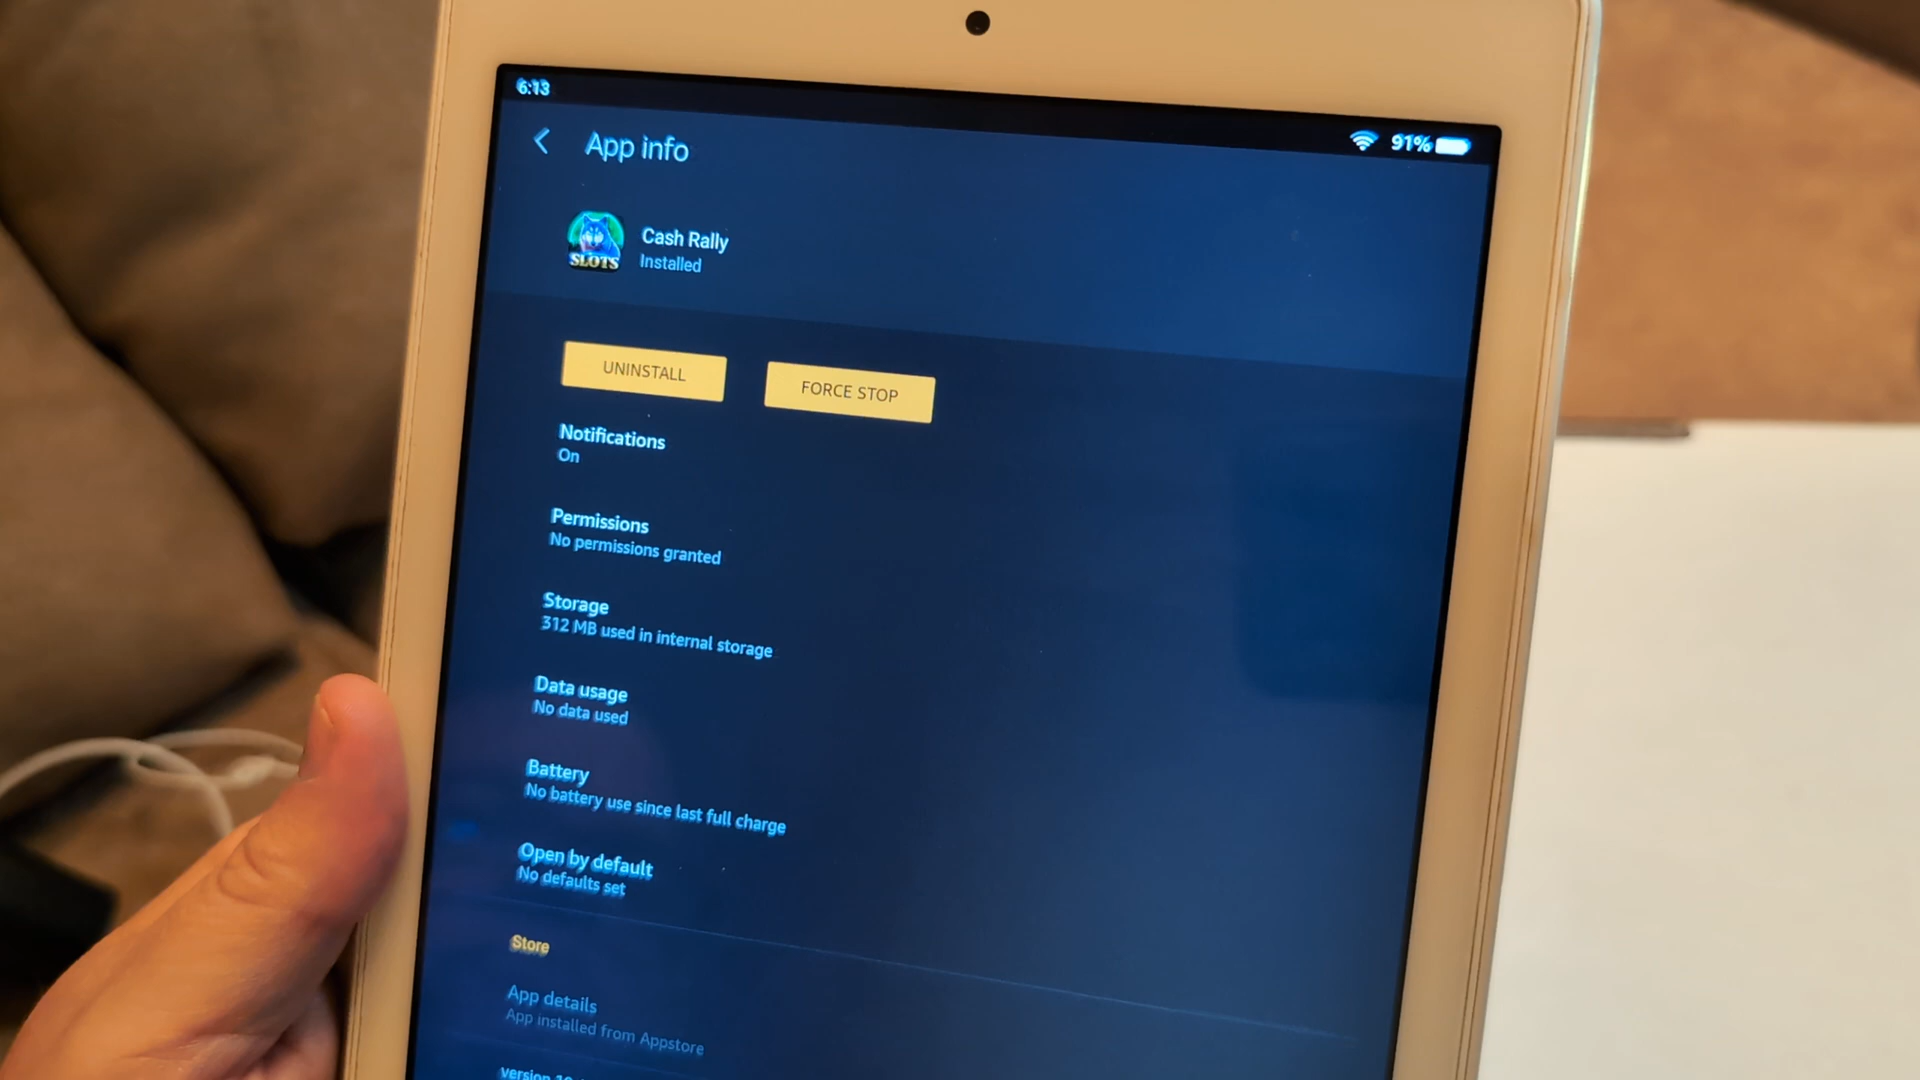 6:13
91%
App info
SLOTS
Cash Rally
Installed
UNINSTALL
FORCE STOP
Notifications
On
Permissions
No permissions granted
Storage
312 MB used in internal storage
Data usage
No data used
Battery
No battery use since last full charge
Open by default
No defaults set
Store
App details
App installed from Appstore
version